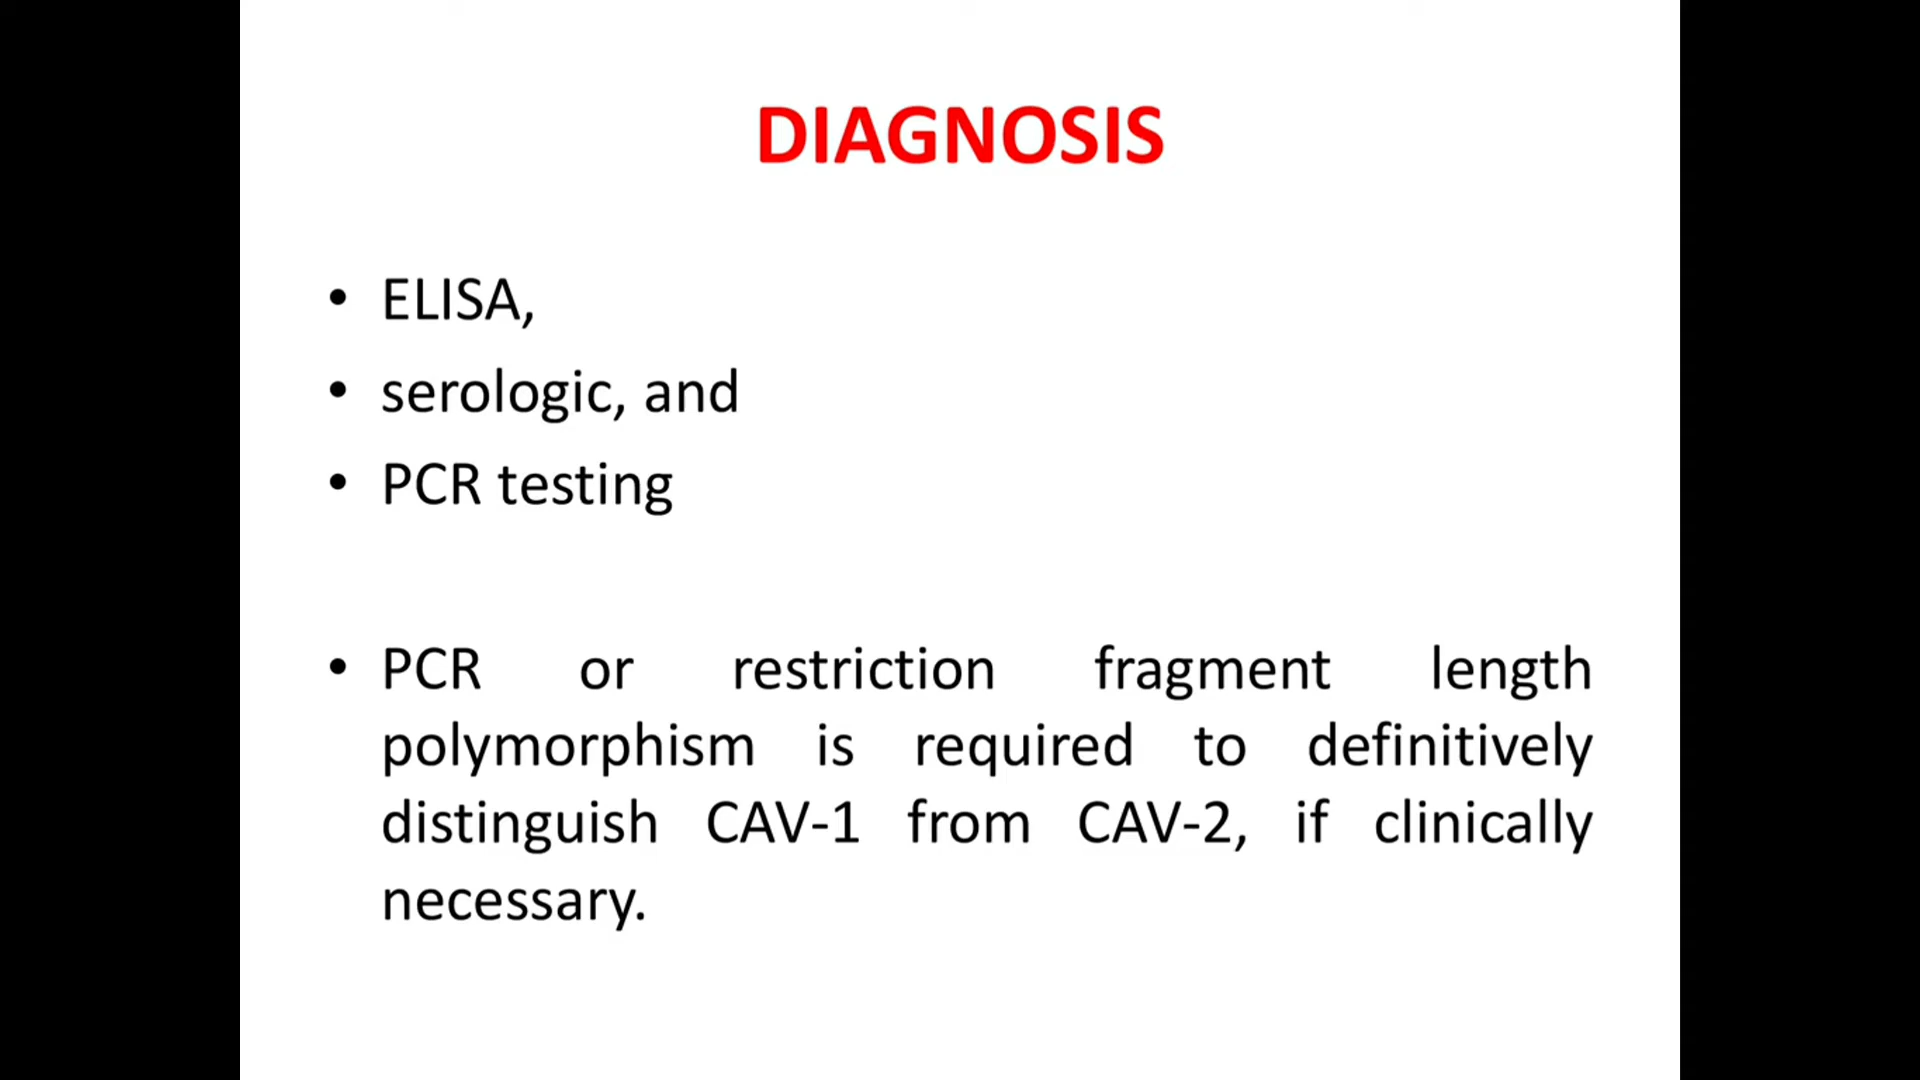 DIAGNOSIS
• ELISA,
• serologic, and
• PCR testing
• PCR or restriction fragment length
polymorphism is required to definitively
distinguish CAV-1 from CAV-2, if clinically
necessary.